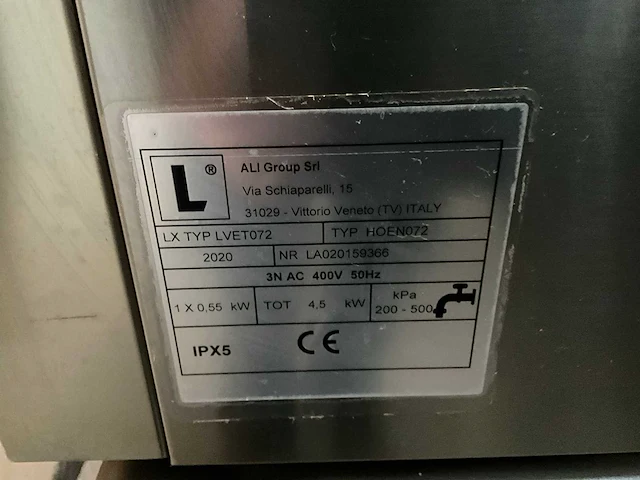 L®
ALI Group Srl
Via Schiaparelli, 15
31029 - Vittorio Veneto (TV) ITALY
LX TYP LVET072 TYP HOEN072
2020 NR LA020159366
3N AC 400V 50Hz
1 X 0,55 kW TOT 4,5 kW kPa
200 - 500
IPX5 CE